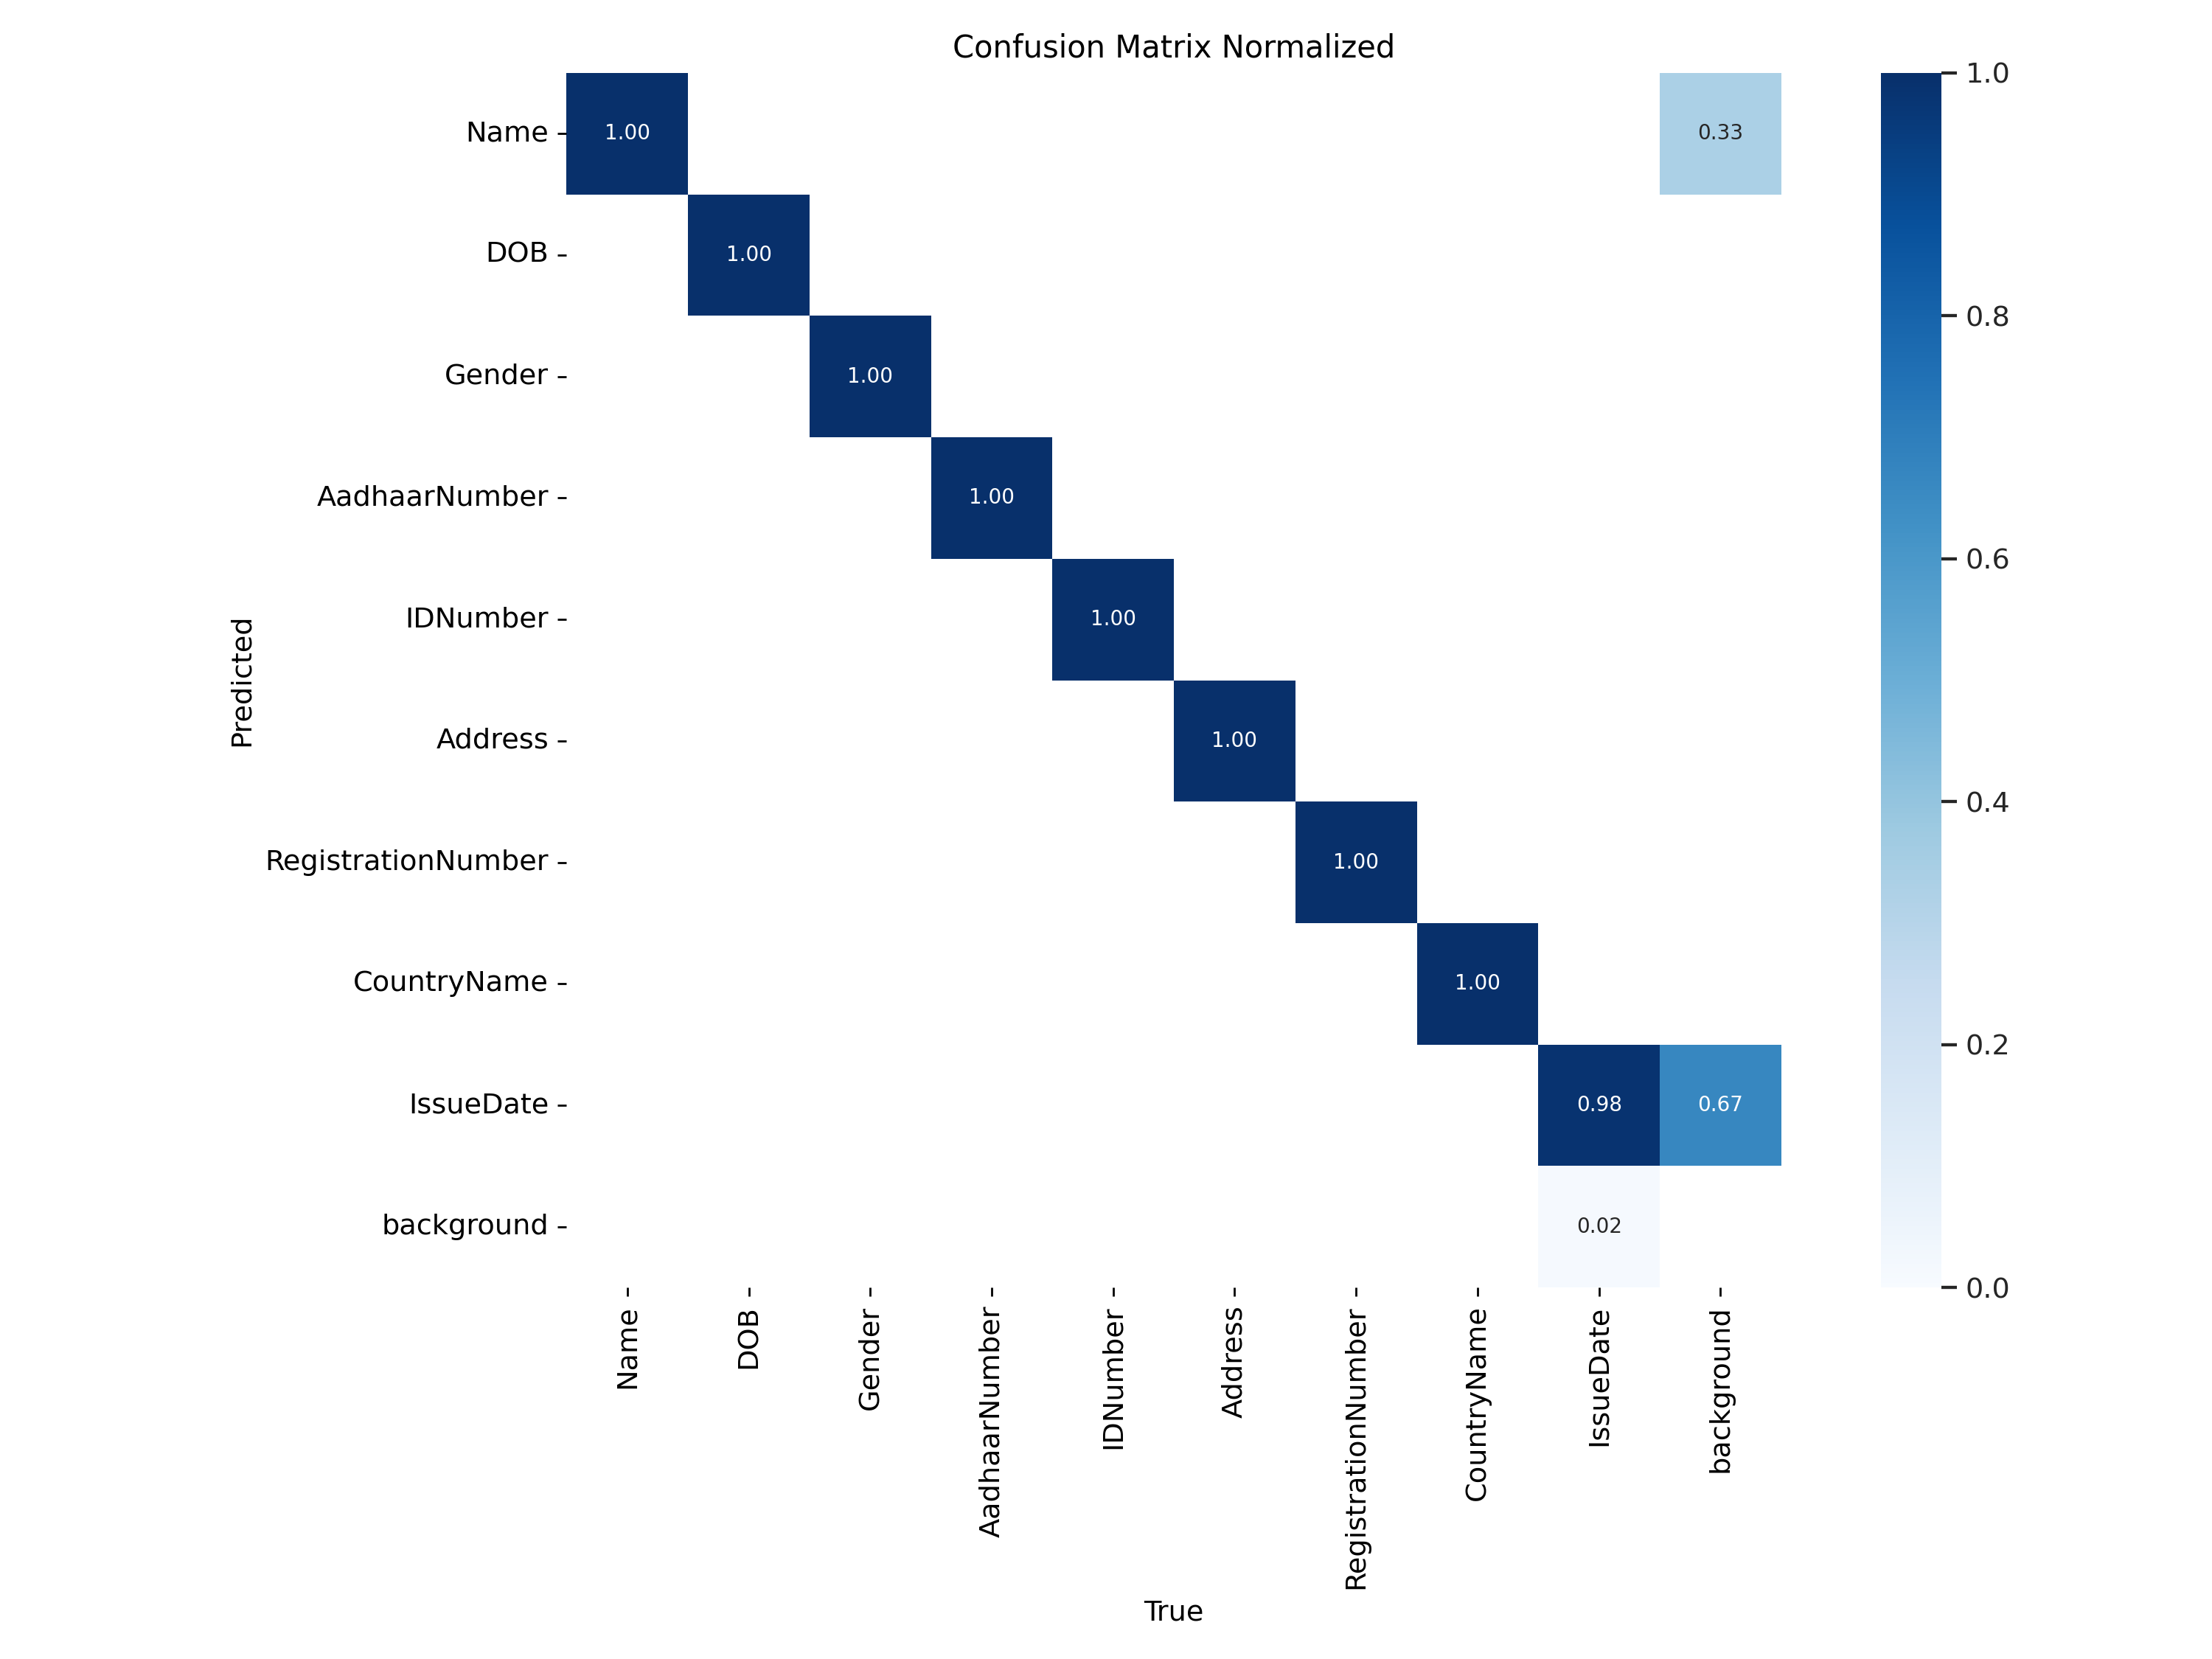 Confusion Matrix Normalized
Name
1.00
0.33
DOB
1.00
Gender
1.00
AadhaarNumber
1.00
IDNumber
1.00
Address
1.00
RegistrationNumber
1.00
CountryName
1.00
IssueDate
0.98
0.67
background
0.02
Predicted
Name
DOB
Gender
AadhaarNumber
IDNumber
Address
RegistrationNumber
CountryName
IssueDate
background
True
1.0
0.8
0.6
0.4
0.2
0.0